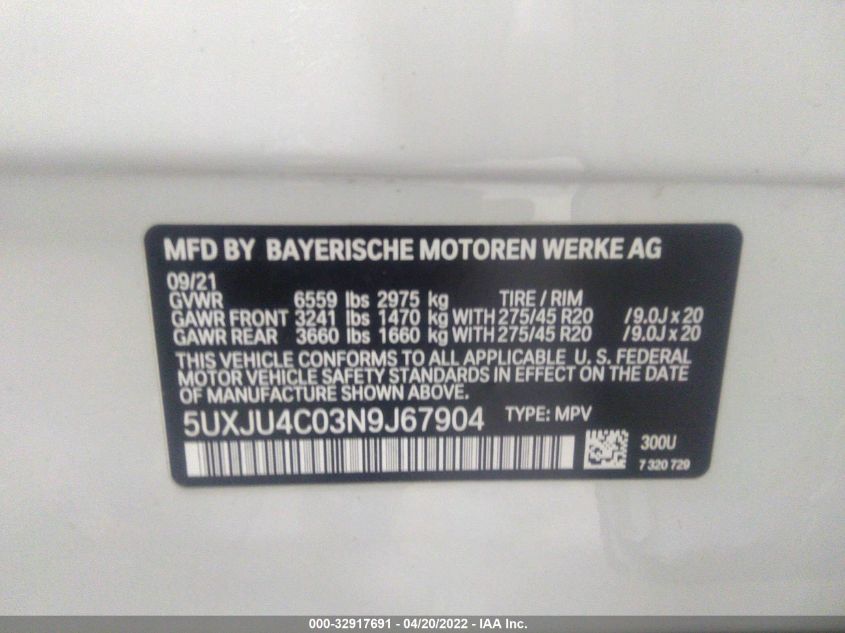 MFD BY BAYERISCHE MOTOREN WERKE AG
09/21
GVWR 6559 lbs 2975 kg TIRE / RIM
GAWR FRONT 3241 lbs 1470 kg WITH 275/45 R20 /9.0J x 20
GAWR REAR 3660 lbs 1660 kg WITH 275/45 R20 /9.0J x 20
THIS VEHICLE CONFORMS TO ALL APPLICABLE U. S. FEDERAL
MOTOR VEHICLE SAFETY STANDARDS IN EFFECT ON THE DATE
OF MANUFACTURE SHOWN ABOVE.
5UXJU4C03N9J67904 TYPE: MPV
300U
7 320 729
000-32917691 - 04/20/2022 - IAA Inc.